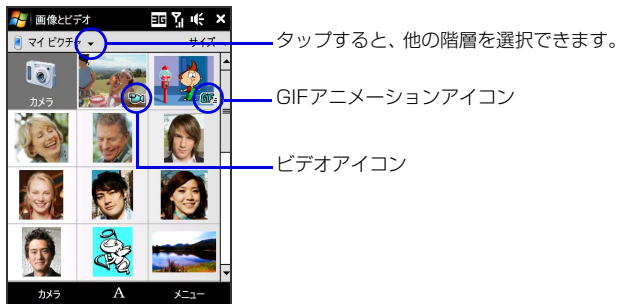 画像とビデオ
3G
マイ ピクチャ
サイズ
タップすると、他の階層を選択できます。
カメラ
GIF
GIFアニメーションアイコン
ビデオアイコン
カメラ
A
メニュー